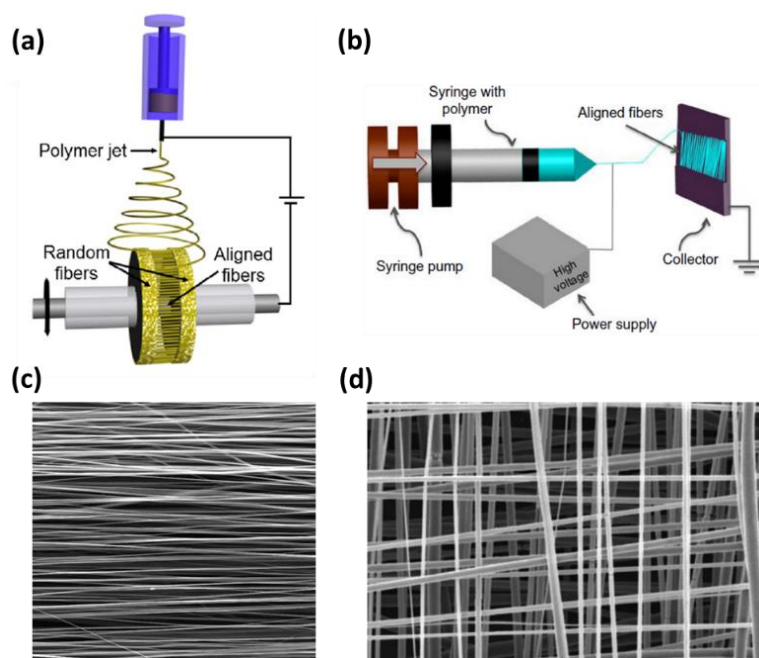 (a)
Polymer jet
Random
fibers
Aligned
fibers
(b)
Syringe with
polymer
Aligned fibers
Syringe pump
High
voltage
Power supply
Collector
(c)
(d)